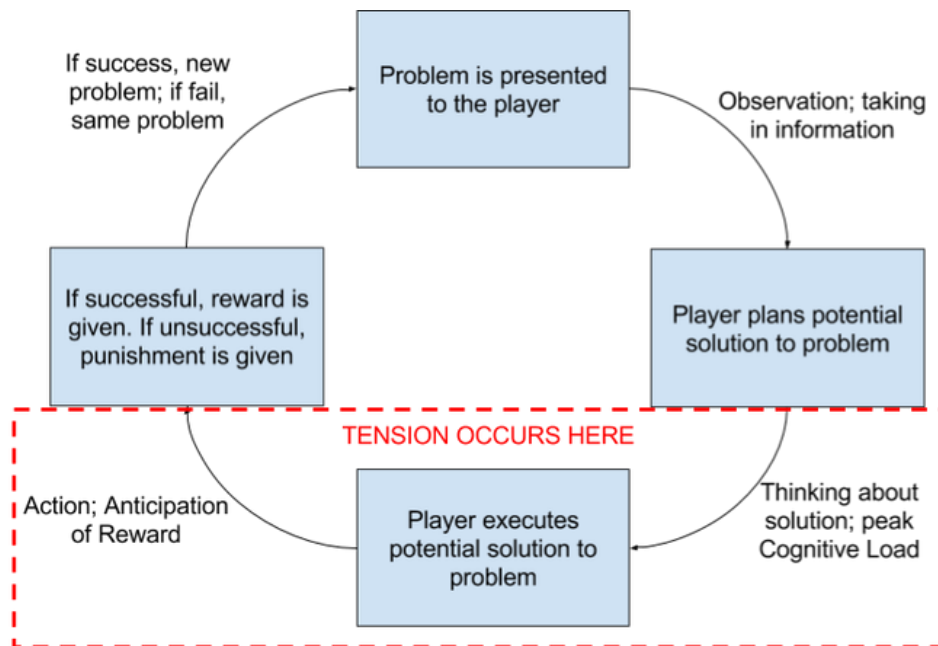 If success, new
problem; if fail,
same problem
Problem is presented
to the player
Observation; taking
in information
If successful, reward is
given. If unsuccessful,
punishment is given
Player plans potential
solution to problem
TENSION OCCURS HERE
Action; Anticipation
of Reward
Player executes
potential solution to
problem
Thinking about
solution; peak
Cognitive Load